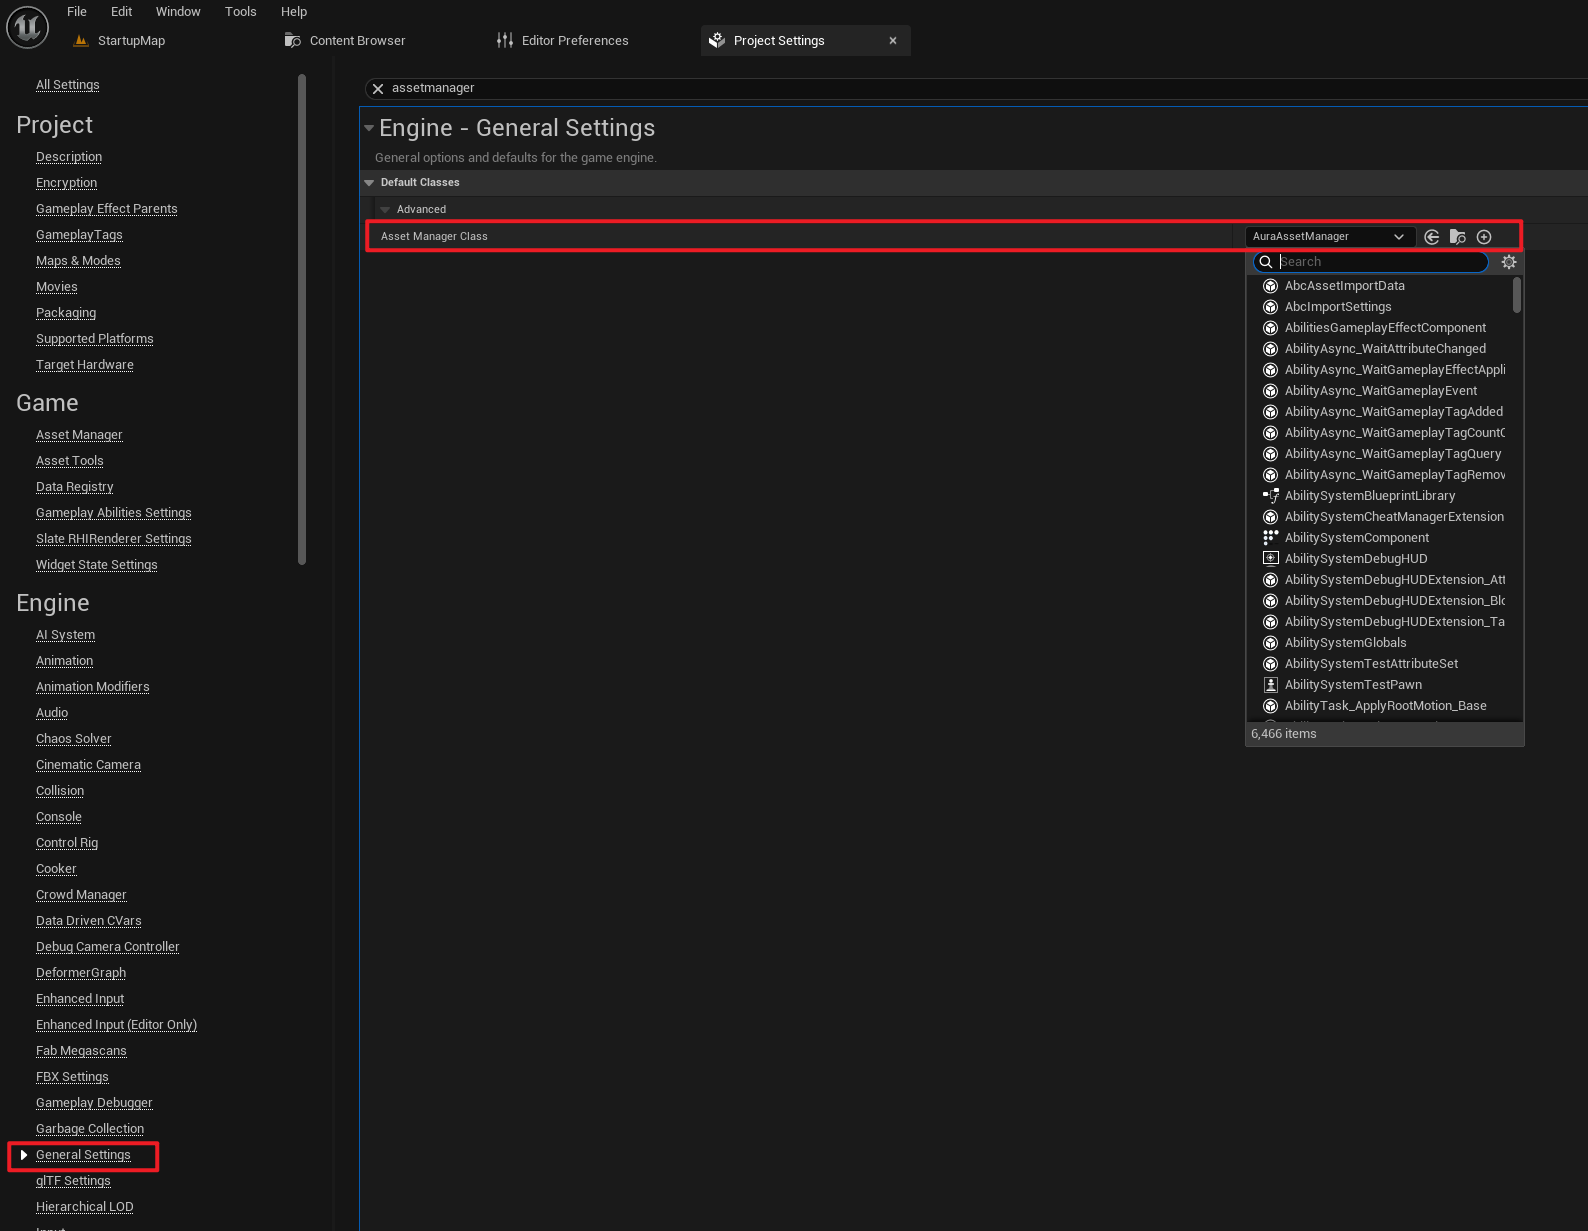 File Edit Window Tools Help
StartupMap Content Browser Editor Preferences Project Settings
All Settings
Project
Description
Encryption
Gameplay Effect Parents
GameplayTags
Maps & Modes
Movies
Packaging
Supported Platforms
Target Hardware
Game
Asset Manager
Asset Tools
Data Registry
Gameplay Abilities Settings
Slate RHIRenderer Settings
Widget State Settings
Engine
AI System
Animation
Animation Modifiers
Audio
Chaos Solver
Cinematic Camera
Collision
Console
Control Rig
Cooker
Crowd Manager
Data Driven CVars
Debug Camera Controller
DeformerGraph
Enhanced Input
Enhanced Input (Editor Only)
Fab Megascans
FBX Settings
Gameplay Debugger
Garbage Collection
General Settings
glTF Settings
Hierarchical LOD
assetmanager
Engine - General Settings
General options and defaults for the game engine.
Default Classes
Advanced
Asset Manager Class AuraAssetManager
Search
AbcAssetImportData
AbcImportSettings
AbilitiesGameplayEffectComponent
AbilityAsync_WaitAttributeChanged
AbilityAsync_WaitGameplayEffectAppli
AbilityAsync_WaitGameplayEvent
AbilityAsync_WaitGameplayTagAdded
AbilityAsync_WaitGameplayTagCountC
AbilityAsync_WaitGameplayTagQuery
AbilityAsync_WaitGameplayTagRemov
AbilitySystemBlueprintLibrary
AbilitySystemCheatManagerExtension
AbilitySystemComponent
AbilitySystemDebugHUD
AbilitySystemDebugHUDExtension_Att
AbilitySystemDebugHUDExtension_Blo
AbilitySystemDebugHUDExtension_Ta
AbilitySystemGlobals
AbilitySystemTestAttributeSet
AbilitySystemTestPawn
AbilityTask_ApplyRootMotion_Base
6,466 items